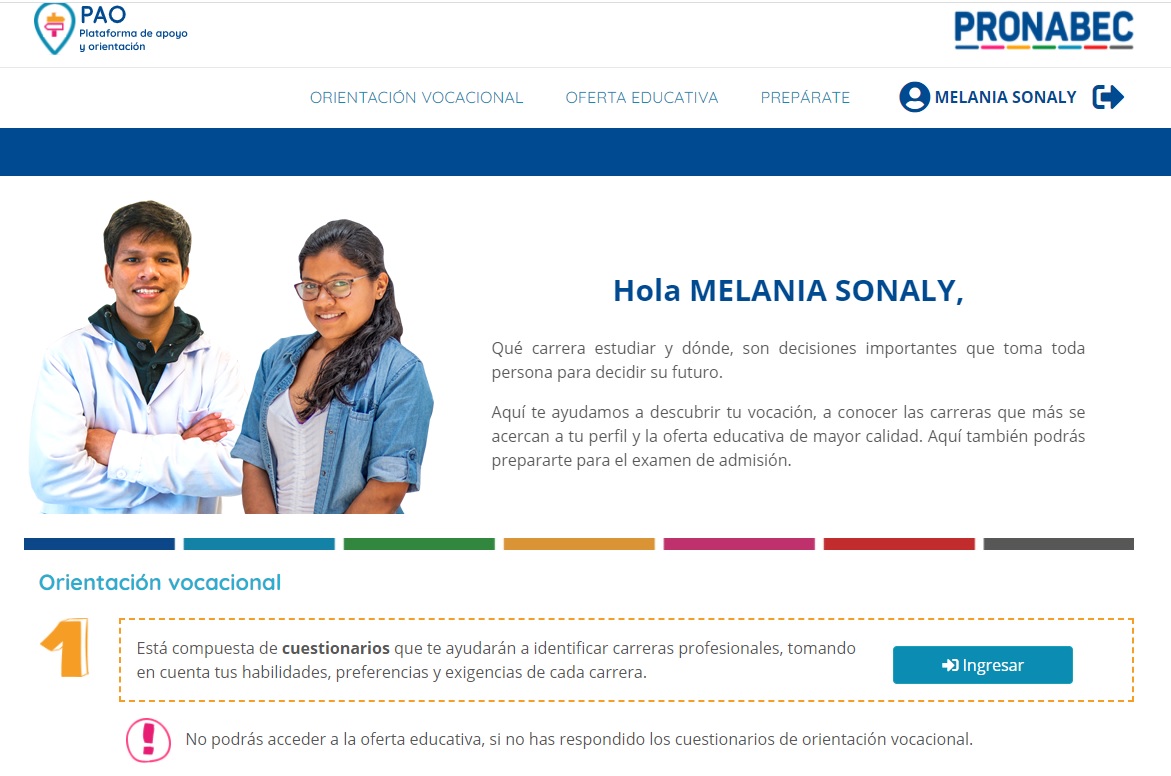 PAO
Plataforma de apoyo
y orientación
PRONABEC
ORIENTACIÓN VOCACIONAL
OFERTA EDUCATIVA
PREPÁRATE
MELANIA SONALY
Hola MELANIA SONALY,
Qué carrera estudiar y dónde, son decisiones importantes que toma toda
persona para decidir su futuro.
Aquí te ayudamos a descubrir tu vocación, a conocer las carreras que más se
acercan a tu perfil y la oferta educativa de mayor calidad. Aquí también podrás
prepararte para el examen de admisión.
Orientación vocacional
1
Está compuesta de cuestionarios que te ayudarán a identificar carreras profesionales, tomando
en cuenta tus habilidades, preferencias y exigencias de cada carrera.
Ingresar
!
No podrás acceder a la oferta educativa, si no has respondido los cuestionarios de orientación vocacional.